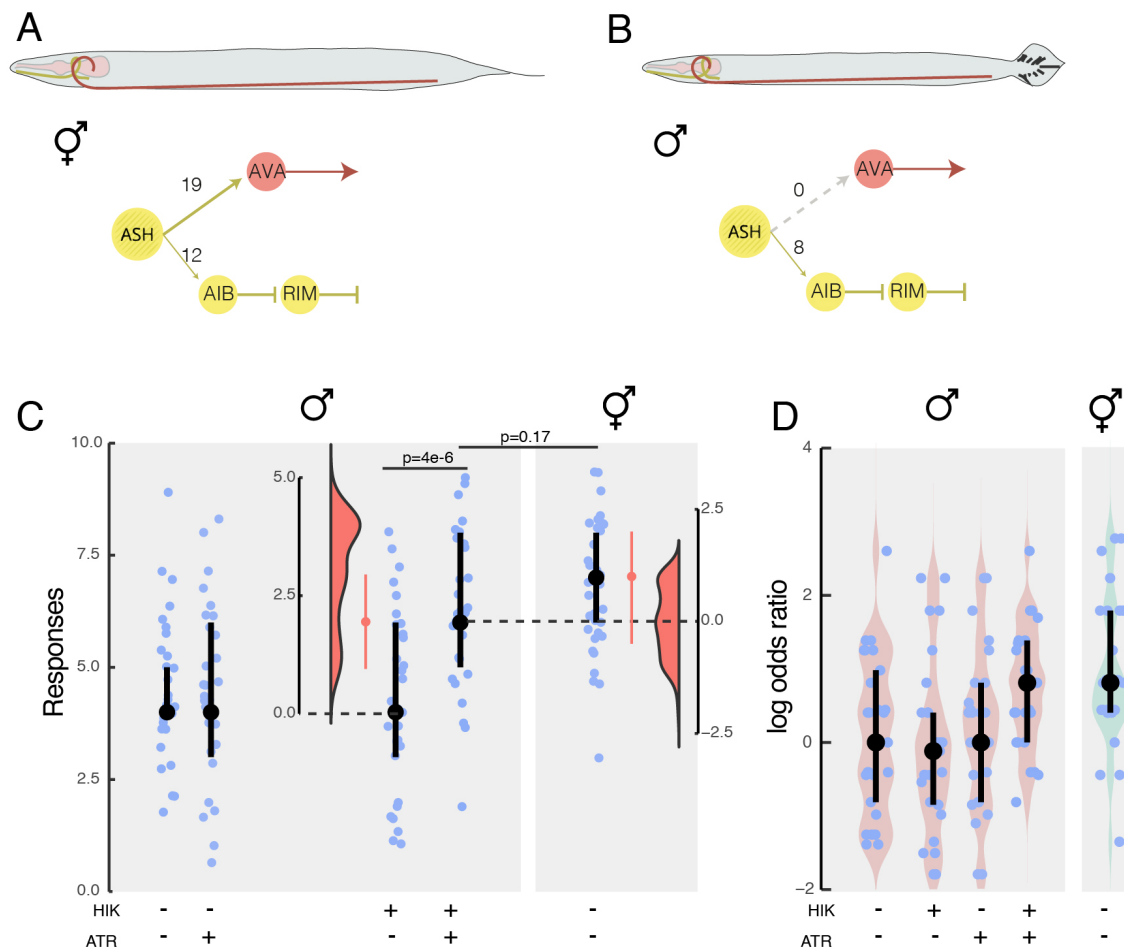 A
B
⚥
♂
19
AVA
0
AVA
ASH
ASH
12
8
AIB
RIM
AIB
RIM
C
♂
⚥
D
♂
⚥
10.0
p=0.17
p=4e-6
4
5.0
2.5
7.5
2.5
2
Responses
5.0
0.0
log odds ratio
0.0
0
2.5
−2.5
0.0
−2
HIK - - + + - - + - + -
ATR - + - + - - - + + -